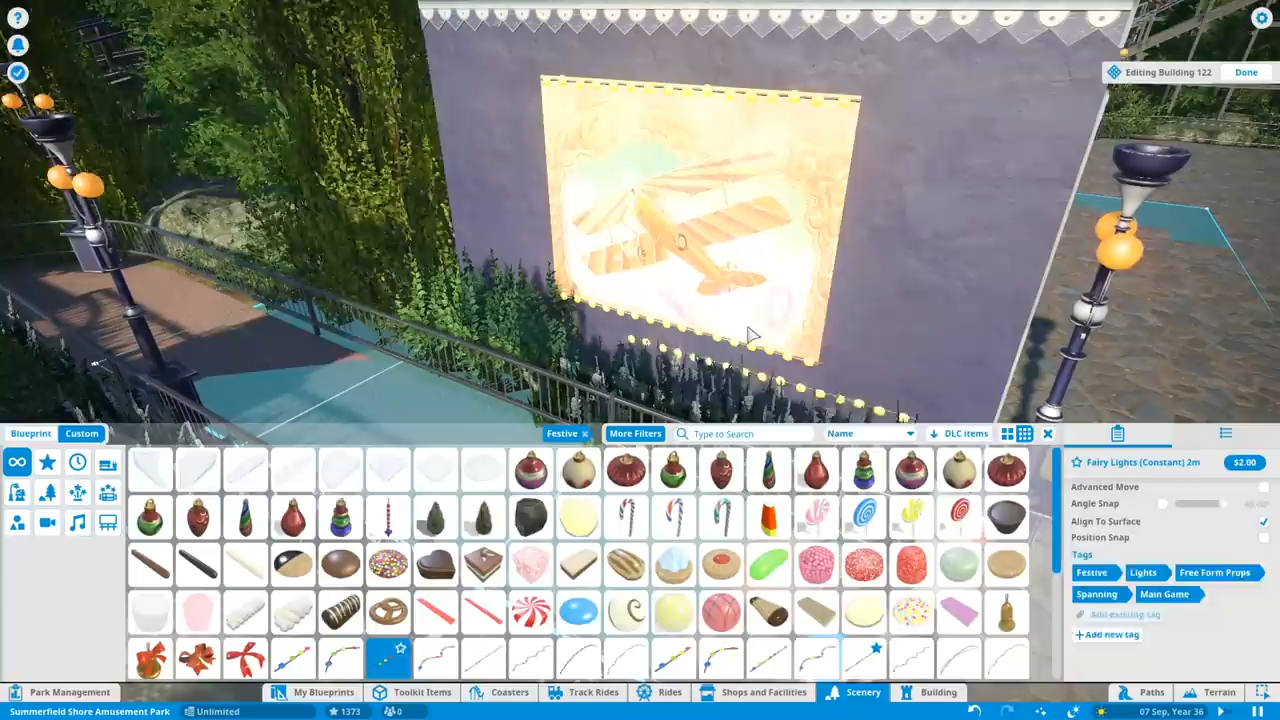 ?
Editing Building 122
Done
Blueprint
Custom
Festive ×
More Filters
Type to Search
Name
DLC items
Fairy Lights (Constant) 2m
$2.00
Advanced Move
Angle Snap
Align To Surface
Position Snap
Tags
Festive
Lights
Free Form Props
Spanning
Main Game
Add existing tag
+ Add new tag
Park Management
My Blueprints
Toolkit Items
Coasters
Track Rides
Rides
Shops and Facilities
Scenery
Building
Paths
Terrain
Summerfield Shore Amusement Park
Unlimited
1373
0
07 Sep, Year 36